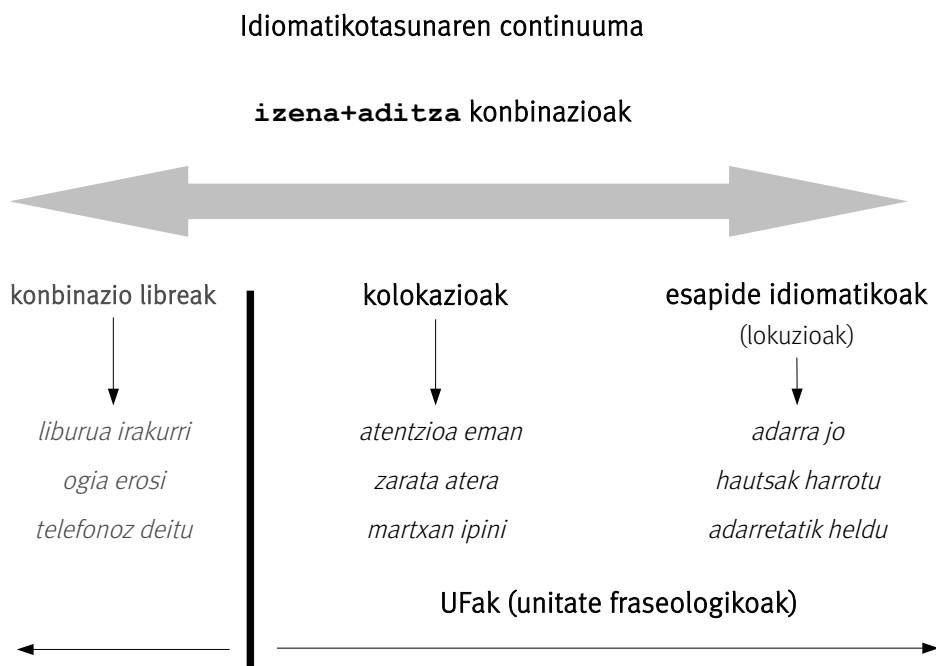 Idiomatikotasunaren continuuma
izena+aditza konbinazioak
konbinazio libreak
liburua irakurri
ogia erosi
telefonoz deitu
kolokazioak
atentzioa eman
zarata atera
martxan ipini
esapide idiomatikoak
(lokuzioak)
adarra jo
hautsak harrotu
adarretatik heldu
UFak (unitate fraseologikoak)